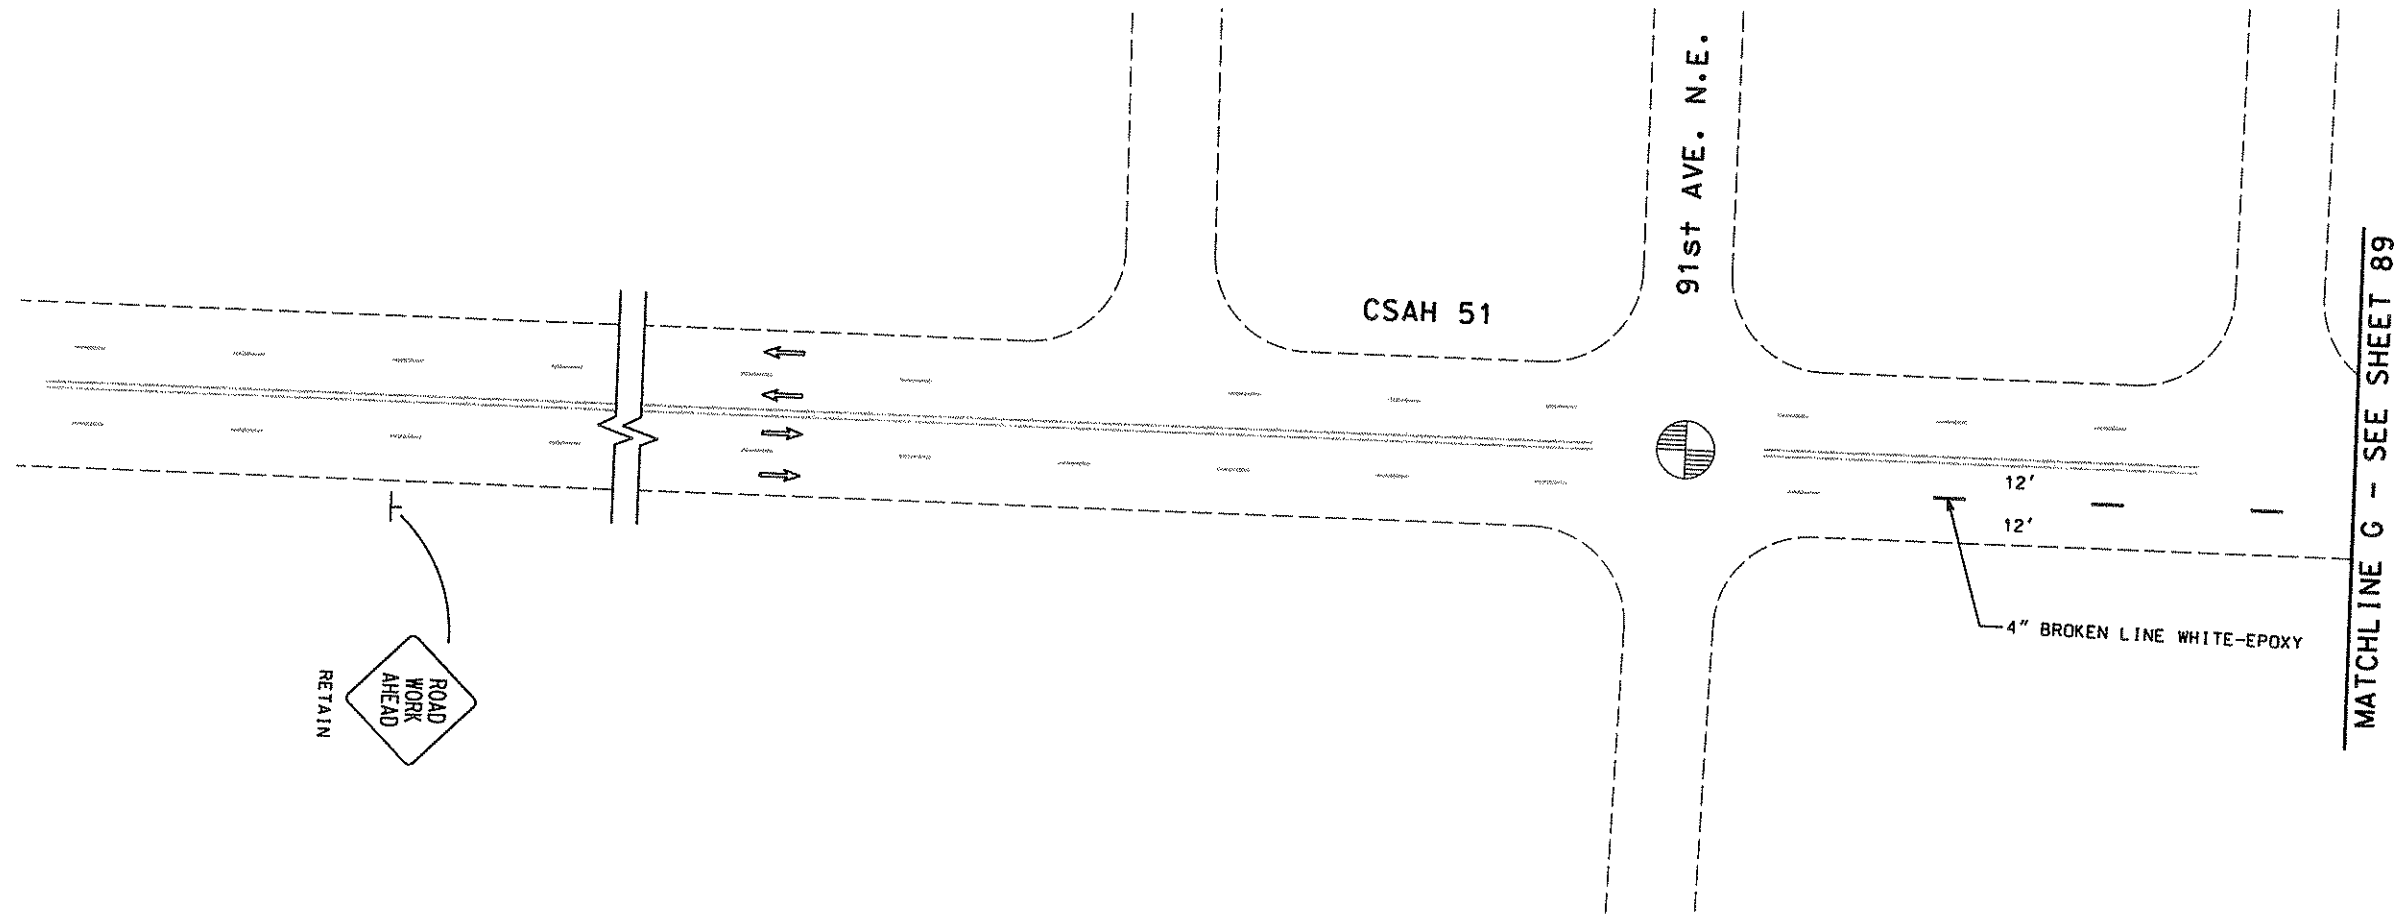 91st AVE. N.E.
CSAH 51
MATCHLINE G - SEE SHEET 89
12'
12'
4" BROKEN LINE WHITE-EPOXY
ROAD
WORK
AHEAD
RETAIN